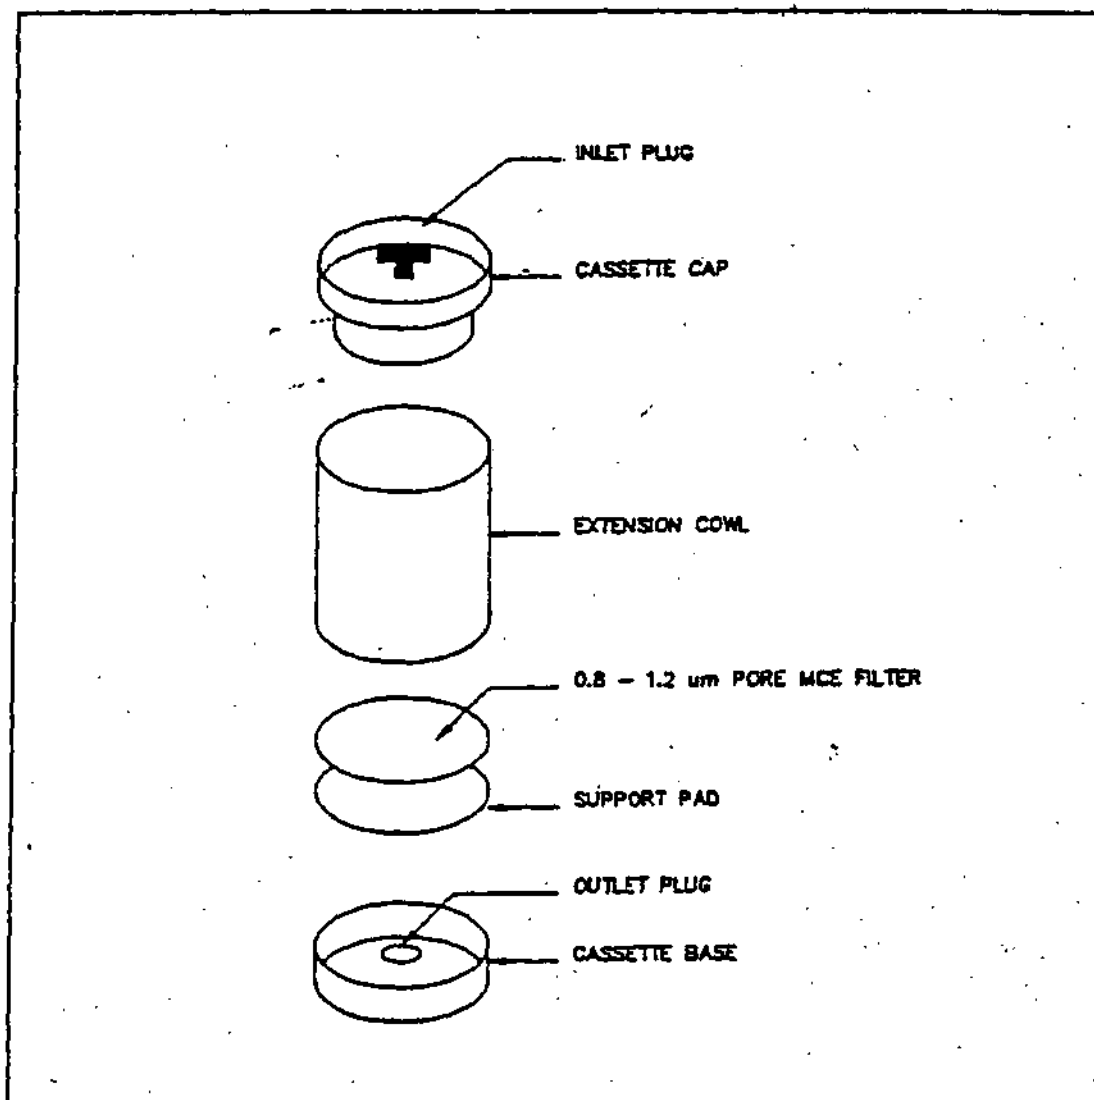 INLET PLUG
CASSETTE CAP
EXTENSION COWL
0.8 – 1.2 um PORE MCE FILTER
SUPPORT PAD
OUTLET PLUG
CASSETTE BASE